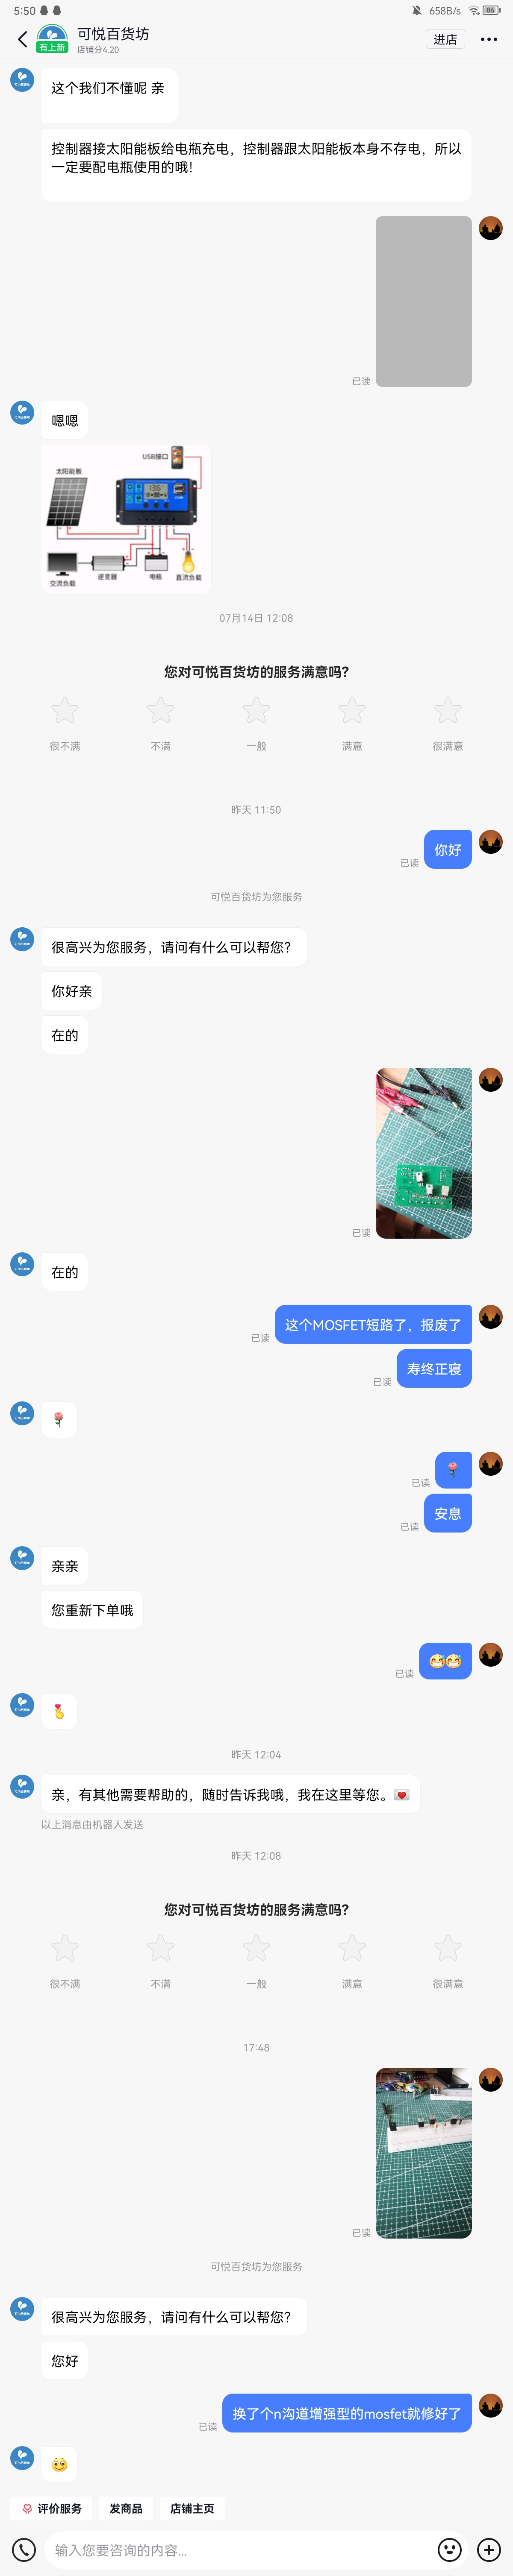 5:50
658B/s
86
可悦百货坊
店铺分4.20
有上新
进店
这个我们不懂呢 亲
控制器接太阳能板给电瓶充电，控制器跟太阳能板本身不存电，所以
一定要配电瓶使用的哦！
已读
嗯嗯
USB接口
太阳能板
交流负载
逆变器
电瓶
直流负载
07月14日 12:08
您对可悦百货坊的服务满意吗？
很不满
不满
一般
满意
很满意
昨天 11:50
你好
已读
可悦百货坊为您服务
很高兴为您服务，请问有什么可以帮您？
你好亲
在的
已读
在的
这个MOSFET短路了，报废了
已读
寿终正寝
已读
🌹
🌹
已读
安息
已读
亲亲
您重新下单哦
😷😷
已读
昨天 12:04
亲，有其他需要帮助的，随时告诉我哦，我在这里等您。💌
以上消息由机器人发送
昨天 12:08
您对可悦百货坊的服务满意吗？
很不满
不满
一般
满意
很满意
17:48
已读
可悦百货坊为您服务
很高兴为您服务，请问有什么可以帮您？
您好
换了个n沟道增强型的mosfet就修好了
已读
评价服务
发商品
店铺主页
输入您要咨询的内容...